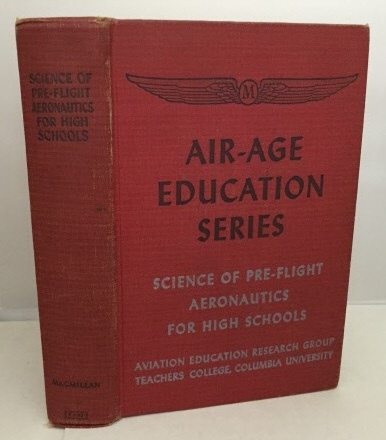 SCIENCE OF
PRE-FLIGHT
AERONAUTICS
FOR HIGH
SCHOOLS
MACMILLAN
M
AIR-AGE
EDUCATION
SERIES
SCIENCE OF PRE-FLIGHT
AERONAUTICS
FOR HIGH SCHOOLS
AVIATION EDUCATION RESEARCH GROUP
TEACHERS COLLEGE, COLUMBIA UNIVERSITY